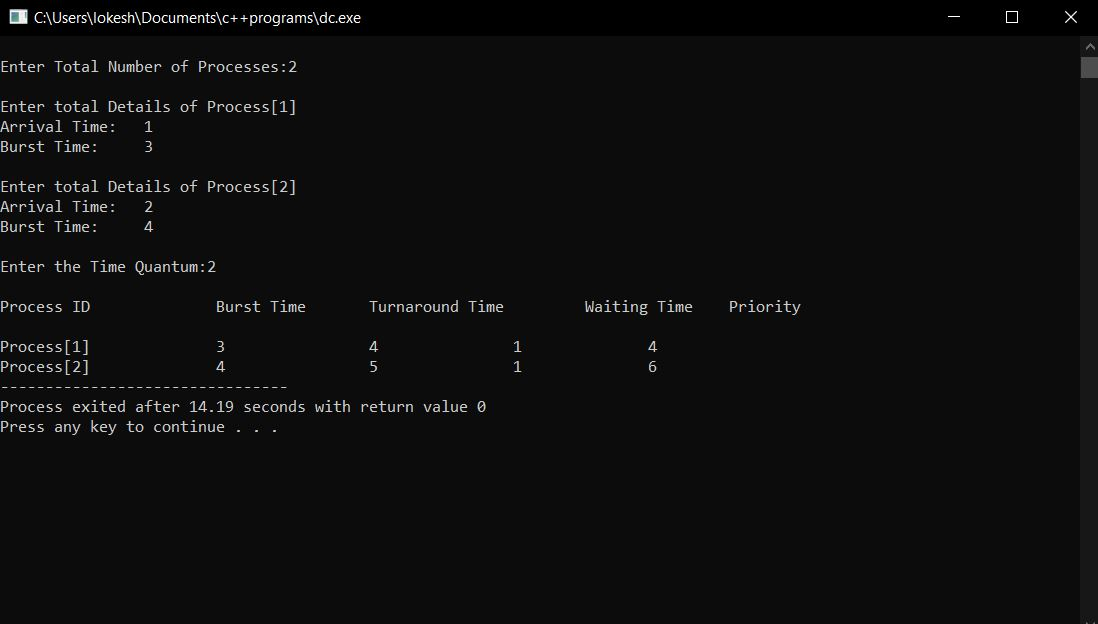 C:\Users\lokesh\Documents\c++programs\dc.exe
Enter Total Number of Processes:2
Enter total Details of Process[1]
Arrival Time:   1
Burst Time:     3
Enter total Details of Process[2]
Arrival Time:   2
Burst Time:     4
Enter the Time Quantum:2
Process ID              Burst Time       Turnaround Time         Waiting Time    Priority
Process[1]              3                4               1              4
Process[2]              4                5               1              6
--------------------------------
Process exited after 14.19 seconds with return value 0
Press any key to continue . . .